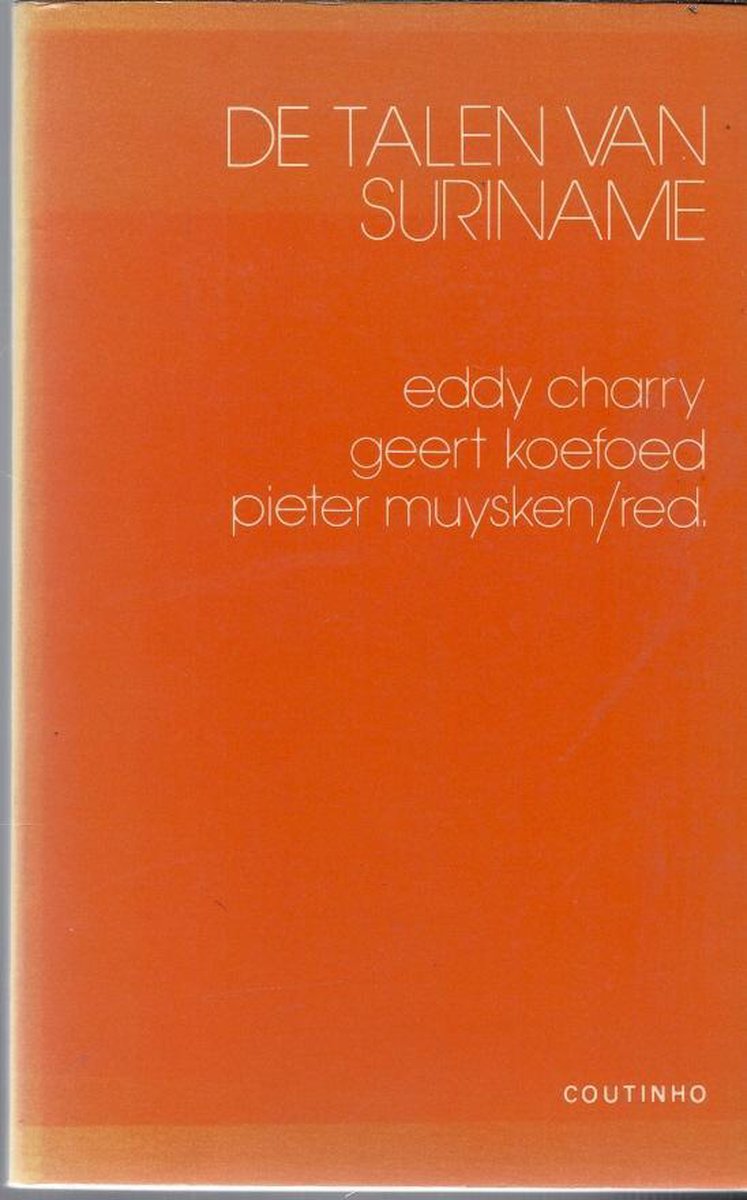 DE TALEN VAN
SURINAME
eddy charry
geert koefoed
pieter muysken/red.
COUTINHO